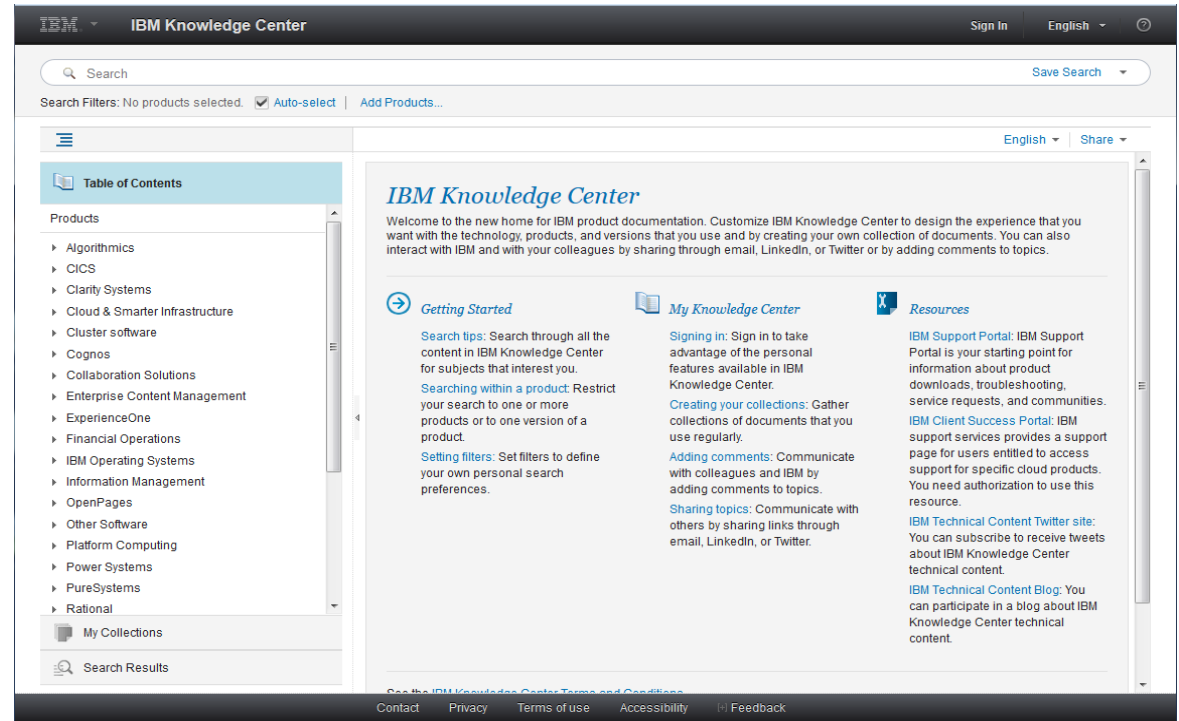 IBM IBM Knowledge Center Sign In English ?
Search Save Search
Search Filters: No products selected. Auto-select Add Products...
English Share
Table of Contents
Products
Algorithmics
CICS
Clarity Systems
Cloud & Smarter Infrastructure
Cluster software
Cognos
Collaboration Solutions
Enterprise Content Management
ExperienceOne
Financial Operations
IBM Operating Systems
Information Management
OpenPages
Other Software
Platform Computing
Power Systems
PureSystems
Rational
My Collections
Search Results
IBM Knowledge Center
Welcome to the new home for IBM product documentation. Customize IBM Knowledge Center to design the experience that you
want with the technology, products, and versions that you use and by creating your own collection of documents. You can also
interact with IBM and with your colleagues by sharing through email, LinkedIn, or Twitter or by adding comments to topics.
Getting Started
Search tips: Search through all the
content in IBM Knowledge Center
for subjects that interest you.
Searching within a product: Restrict
your search to one or more
products or to one version of a
product.
Setting filters: Set filters to define
your own personal search
preferences.
My Knowledge Center
Signing in: Sign in to take
advantage of the personal
features available in IBM
Knowledge Center.
Creating your collections: Gather
collections of documents that you
use regularly.
Adding comments: Communicate
with colleagues and IBM by
adding comments to topics.
Sharing topics: Communicate with
others by sharing links through
email, LinkedIn, or Twitter.
Resources
IBM Support Portal: IBM Support
Portal is your starting point for
information about product
downloads, troubleshooting,
service requests, and communities.
IBM Client Success Portal: IBM
support services provides a support
page for users entitled to access
support for specific cloud products.
You need authorization to use this
resource.
IBM Technical Content Twitter site:
You can subscribe to receive tweets
about IBM Knowledge Center
technical content.
IBM Technical Content Blog: You
can participate in a blog about IBM
Knowledge Center technical
content.
See the IBM Knowledge Center Terms and Conditions
Contact Privacy Terms of use Accessibility [+] Feedback